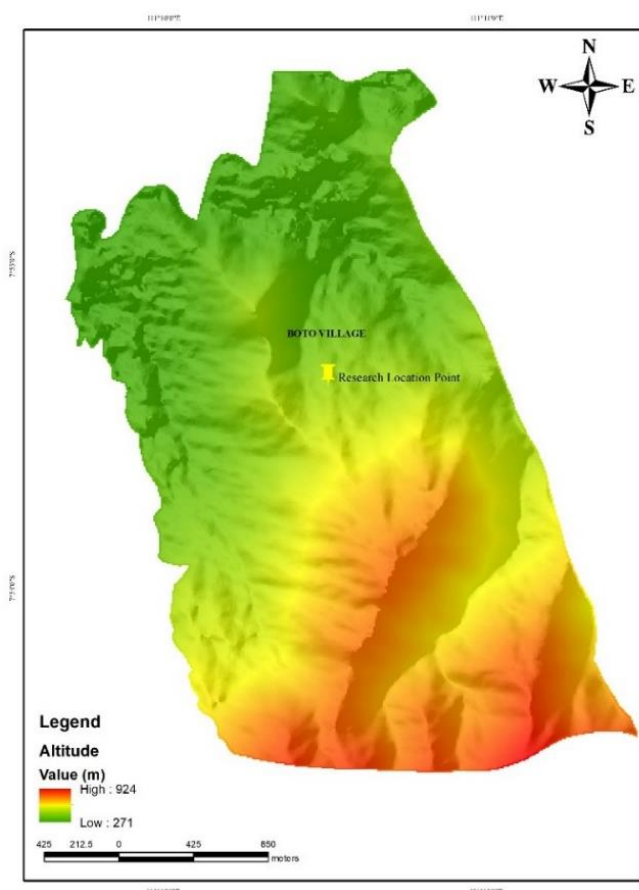 N
W E
S
BOTO VILLAGE
Research Location Point
Legend
Altitude
Value (m)
High : 924
Low : 271
425 212.5 0 425 850
meters